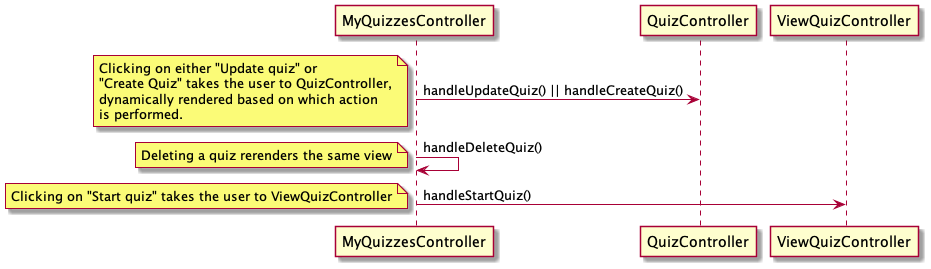 MyQuizzesController
QuizController
ViewQuizController
Clicking on either "Update quiz" or
"Create Quiz" takes the user to QuizController,
dynamically rendered based on which action
is performed.
handleUpdateQuiz() || handleCreateQuiz()
handleDeleteQuiz()
Deleting a quiz rerenders the same view
handleStartQuiz()
Clicking on "Start quiz" takes the user to ViewQuizController
MyQuizzesController
QuizController
ViewQuizController